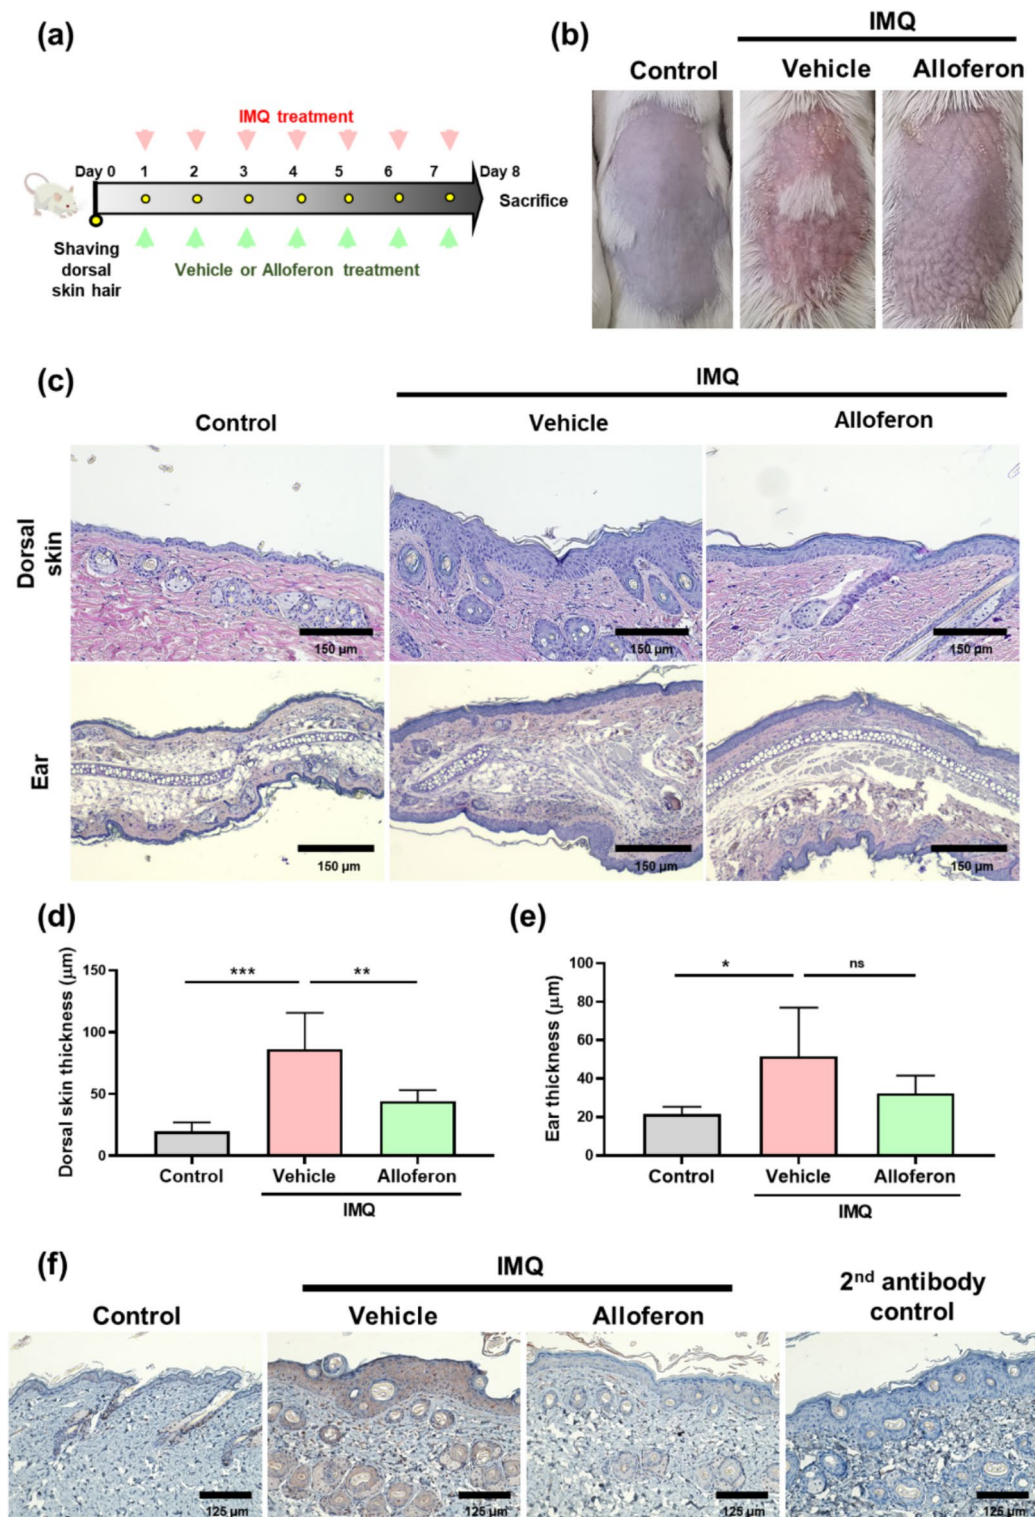 (a)
IMQ treatment
Day 0 1 2 3 4 5 6 7 Day 8
Sacrifice
Shaving
dorsal
skin hair
Vehicle or Alloferon treatment
(b)
IMQ
Control Vehicle Alloferon
(c)
IMQ
Control Vehicle Alloferon
Dorsal
skin
150 µm 150 µm 150 µm
Ear
150 µm 150 µm 150 µm
(d)
Dorsal skin thickness (µm)
150
100
50
0
*** **
Control Vehicle Alloferon
IMQ
(e)
Ear thickness (µm)
100
80
60
40
20
0
* ns
Control Vehicle Alloferon
IMQ
(f)
IMQ
Control Vehicle Alloferon
2nd antibody
control
125 µm 125 µm 125 µm 125 µm